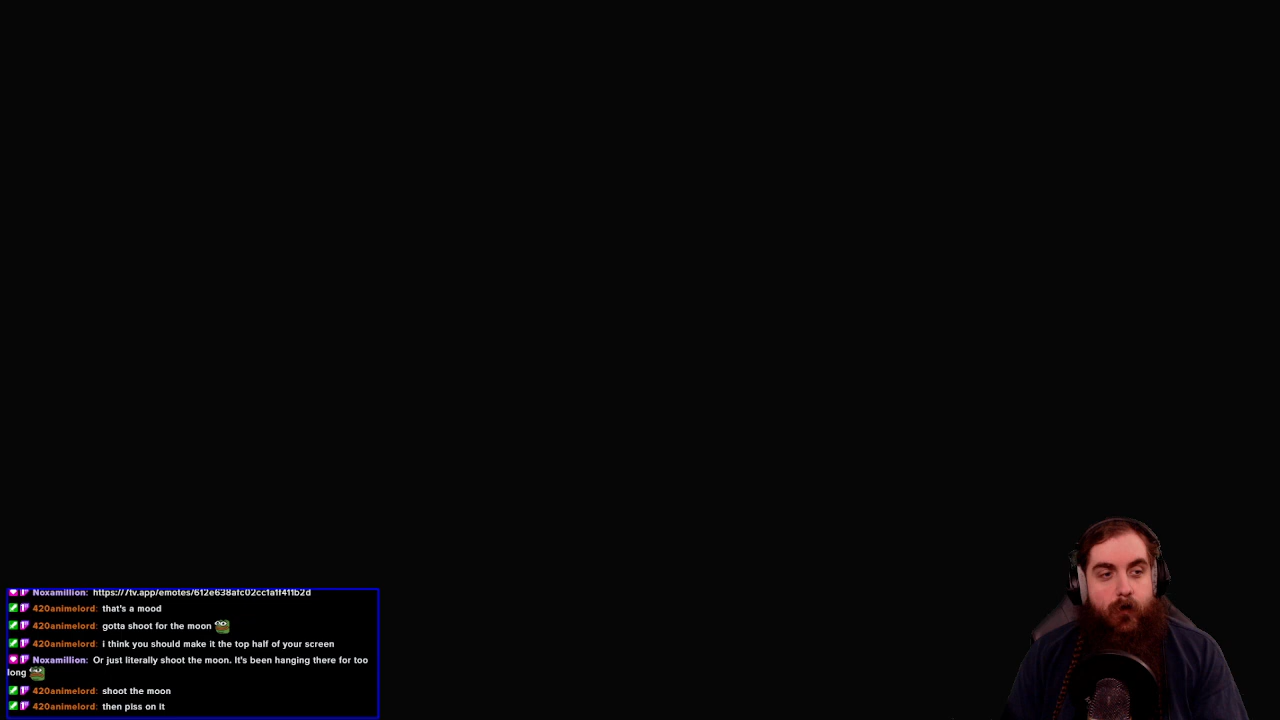 Noxamillion: https://7tv.app/emotes/612e638afc02cc1a1f411b2d
420animelord: that's a mood
420animelord: gotta shoot for the moon
420animelord: i think you should make it the top half of your screen
Noxamillion: Or just literally shoot the moon. It's been hanging there for too
long
420animelord: shoot the moon
420animelord: then piss on it